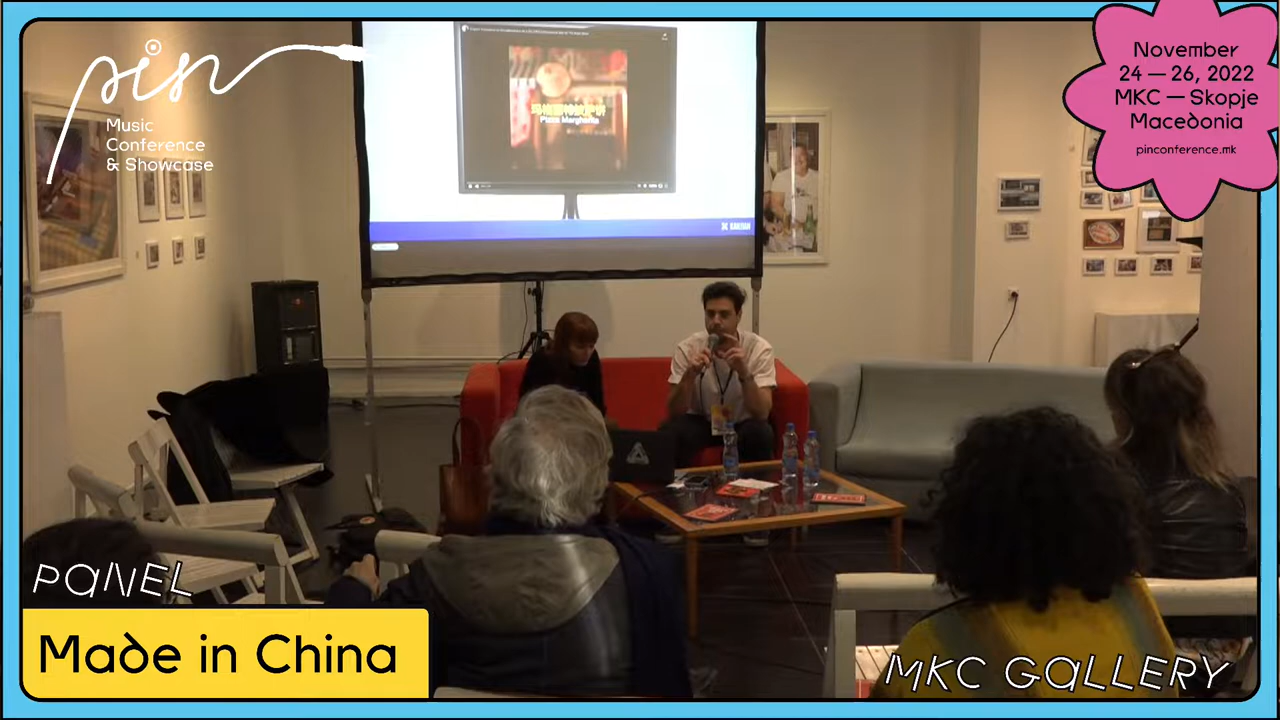 pin
Music
Conference
& Showcase
November
24 — 26, 2022
MKC — Skopje
Macedonia
pinconference.mk
Pizza Margherita
PANEL
Made in China
MKC GALLERY